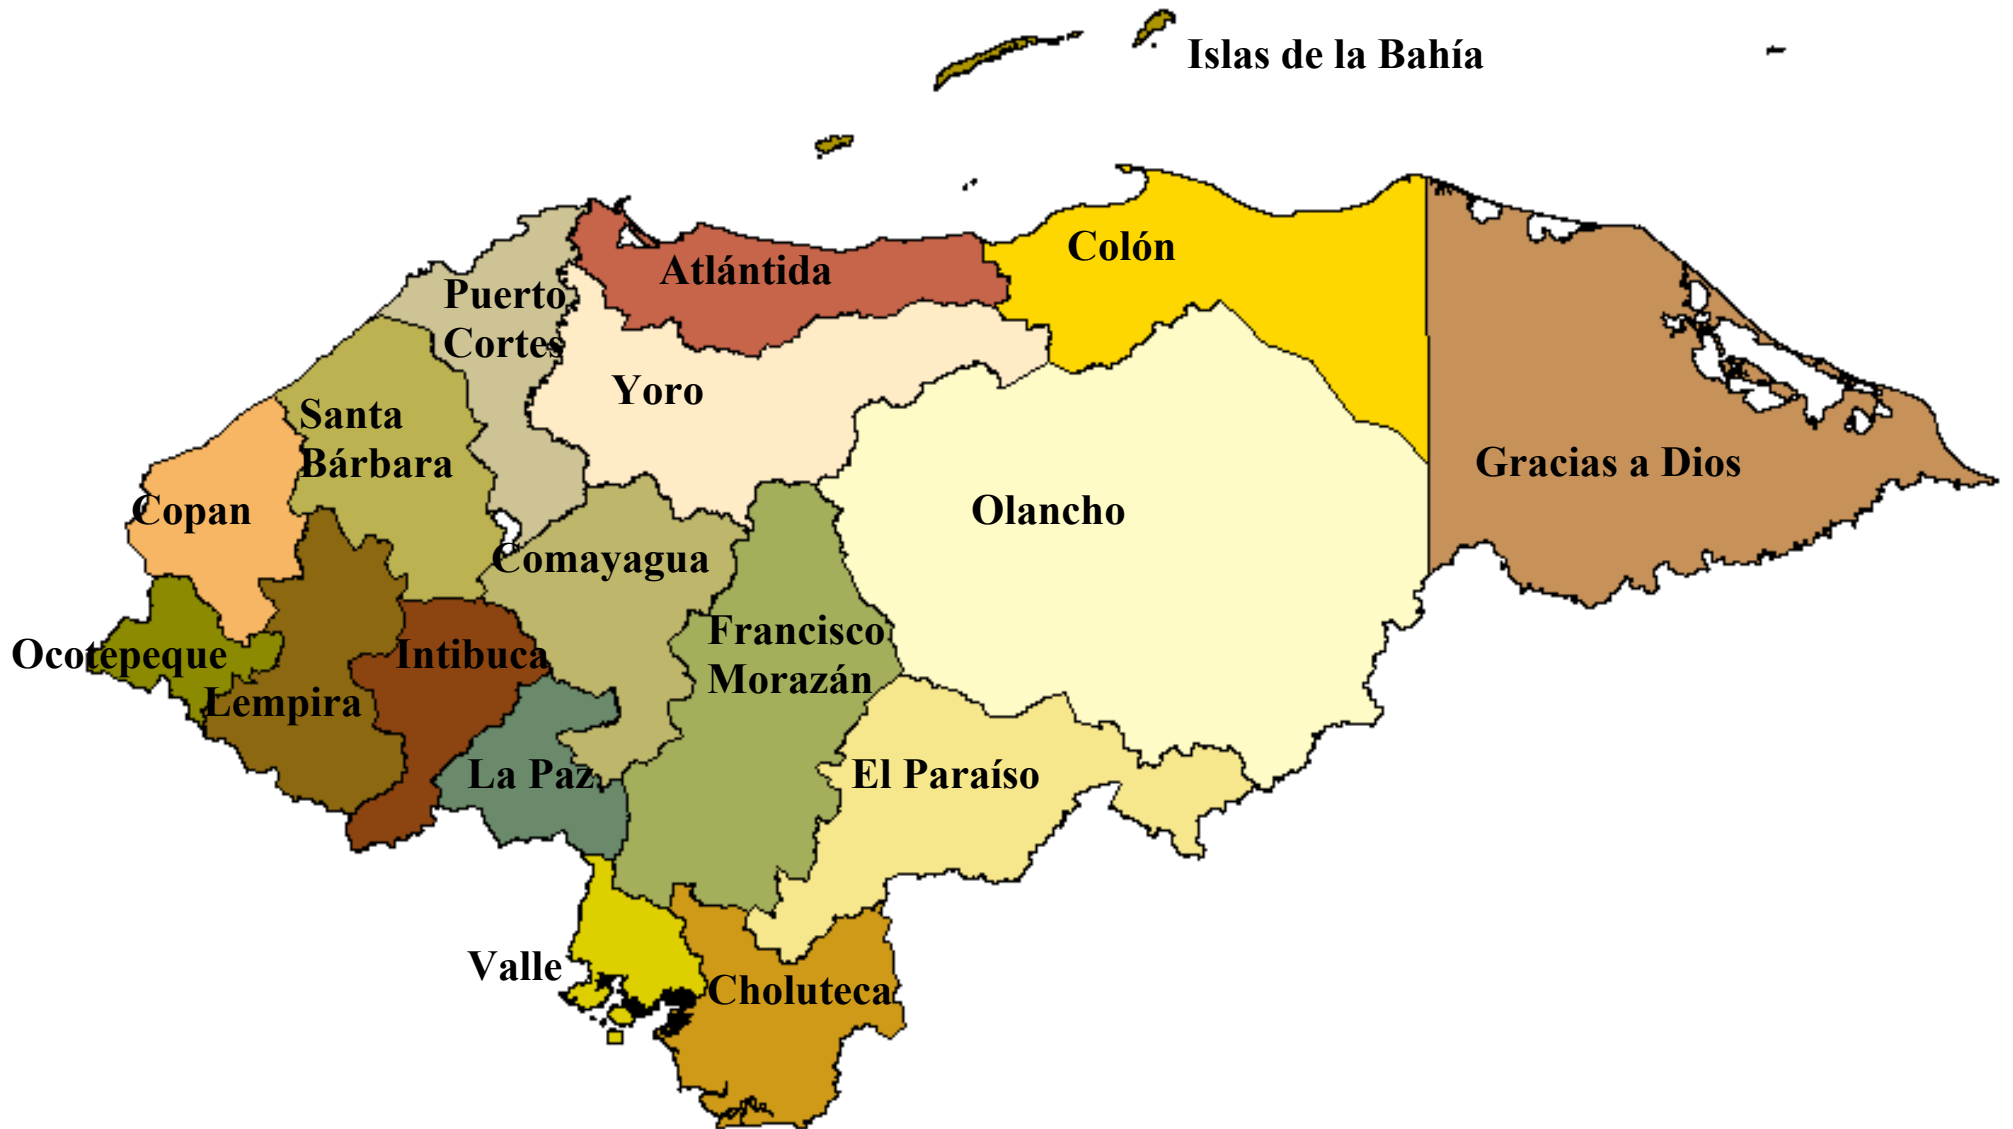 Islas de la Bahía
Colón
Atlántida
Puerto
Cortes
Yoro
Santa
Bárbara
Gracias a Dios
Copan
Olancho
Comayagua
Francisco
Morazán
Ocotepeque
Intibuca
Lempira
La Paz
El Paraíso
Valle
Choluteca